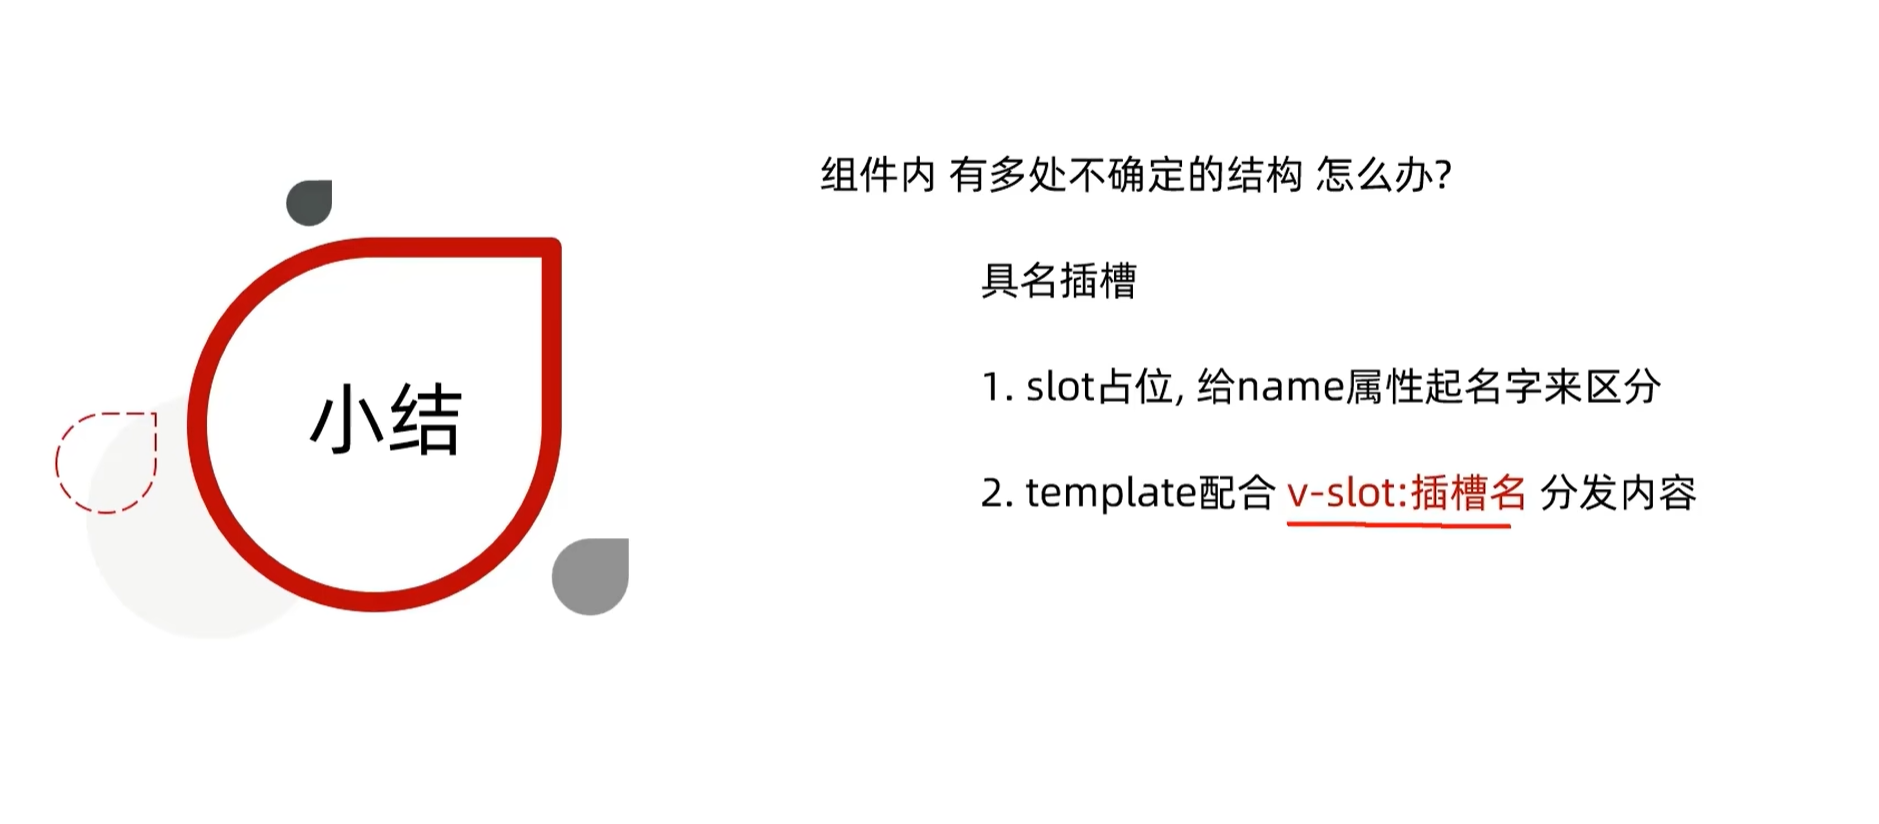 小结
组件内 有多处不确定的结构 怎么办?
具名插槽
1. slot占位, 给name属性起名字来区分
2. template配合 v-slot:插槽名 分发内容